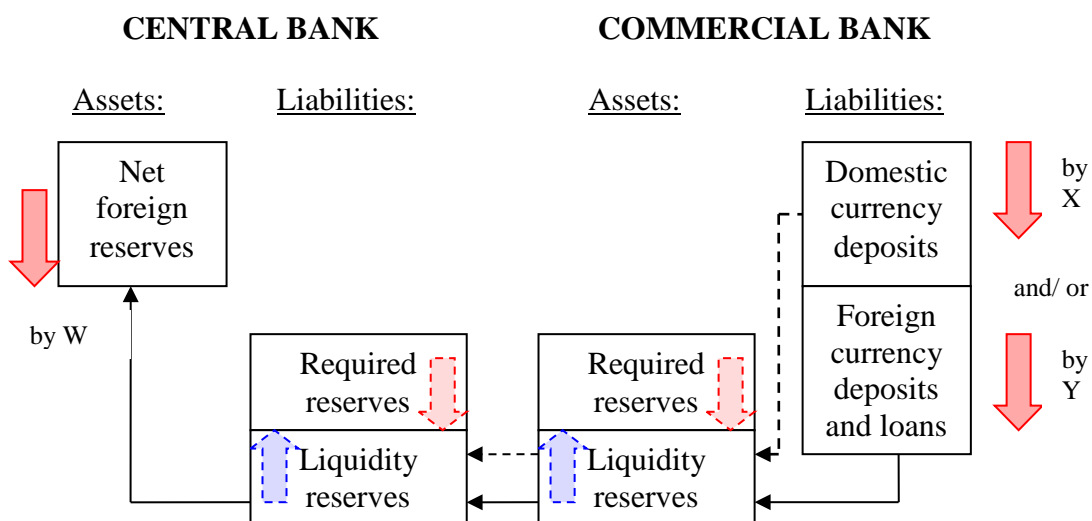 CENTRAL BANK
COMMERCIAL BANK
Assets:
Liabilities:
Assets:
Liabilities:
Net
foreign
reserves
by W
Required
reserves
Liquidity
reserves
Required
reserves
Liquidity
reserves
Domestic
currency
deposits
Foreign
currency
deposits
and loans
by
X
and/ or
by
Y